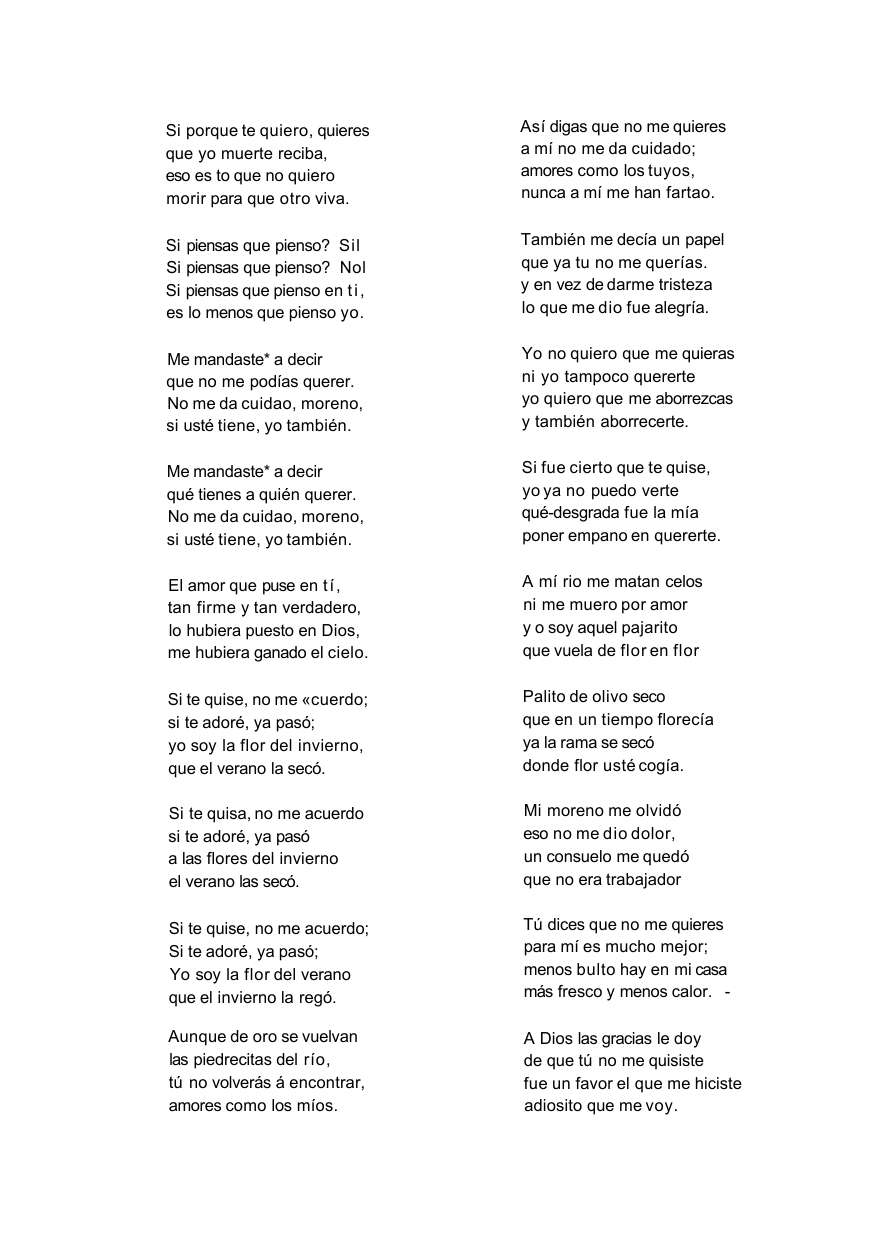 Si porque te quiero, quieres
que yo muerte reciba,
eso es to que no quiero
morir para que otro viva.

Si piensas que pienso? Sil
Si piensas que pienso? Nol
Si piensas que pienso en ti,
es lo menos que pienso yo.

Me mandaste* a decir
que no me podías querer.
No me da cuidao, moreno,
si usté tiene, yo también.

Me mandaste* a decir
qué tienes a quién querer.
No me da cuidao, moreno,
si usté tiene, yo también.

El amor que puse en tí,
tan firme y tan verdadero,
lo hubiera puesto en Dios,
me hubiera ganado el cielo.

Si te quise, no me «cuerdo;
si te adoré, ya pasó;
yo soy la flor del invierno,
que el verano la secó.

Si te quisa, no me acuerdo
si te adoré, ya pasó
a las flores del invierno
el verano las secó.

Si te quise, no me acuerdo;
Si te adoré, ya pasó;
Yo soy la flor del verano
que el invierno la regó.

Aunque de oro se vuelvan
las piedrecitas del río,
tú no volverás á encontrar,
amores como los míos.

Así digas que no me quieres
a mí no me da cuidado;
amores como los tuyos,
nunca a mí me han fartao.

También me decía un papel
que ya tu no me querías.
y en vez de darme tristeza
lo que me dio fue alegría.

Yo no quiero que me quieras
ni yo tampoco quererte
yo quiero que me aborrezcas
y también aborrecerte.

Si fue cierto que te quise,
yo ya no puedo verte
qué-desgrada fue la mía
poner empano en quererte.

A mí rio me matan celos
ni me muero por amor
y o soy aquel pajarito
que vuela de flor en flor

Palito de olivo seco
que en un tiempo florecía
ya la rama se secó
donde flor usté cogía.

Mi moreno me olvidó
eso no me dio dolor,
un consuelo me quedó
que no era trabajador

Tú dices que no me quieres
para mí es mucho mejor;
menos bulto hay en mi casa
más fresco y menos calor. -

A Dios las gracias le doy
de que tú no me quisiste
fue un favor el que me hiciste
adiosito que me voy.